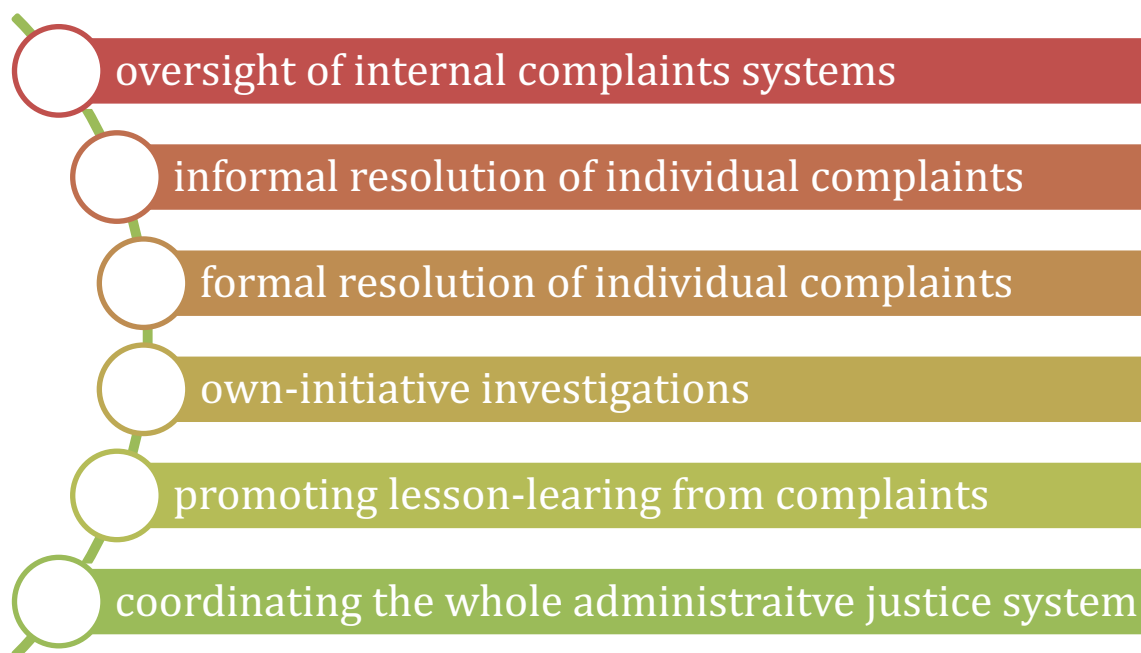 oversight of internal complaints systems
informal resolution of individual complaints
formal resolution of individual complaints
own-initiative investigations
promoting lesson-learing from complaints
coordinating the whole administraitve justice system